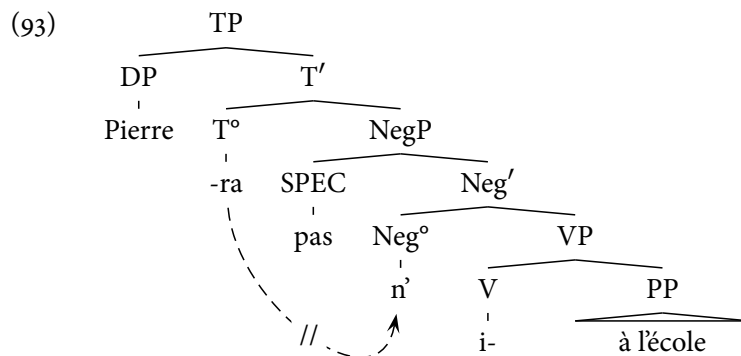 (93) TP
DP T′
Pierre T° NegP
-ra SPEC Neg′
pas Neg° VP
n’ V PP
// i- à l’école